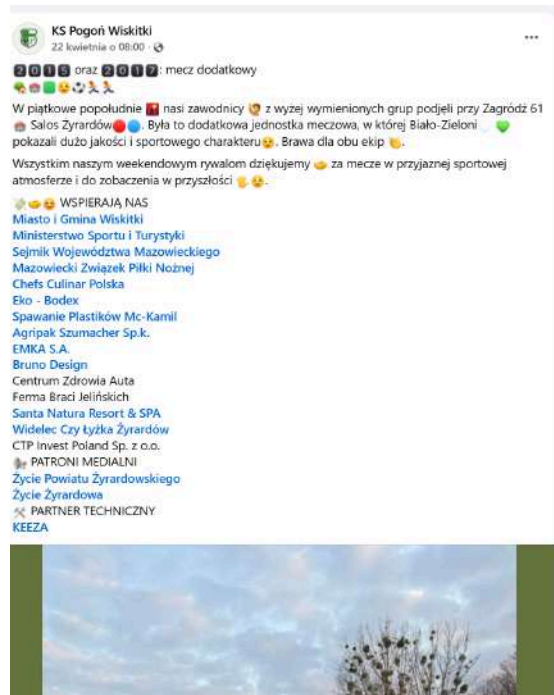 KS Pogoń Wiskitki
22 kwietnia o 08:00 ·
2015 oraz 2017: mecz dodatkowy
W piątkowe popołudnie nasi zawodnicy z wyżej wymienionych grup podjęli przy Zagródź 61
Salos Żyrardów. Była to dodatkowa jednostka meczowa, w której Biało-Zieloni
pokazali dużo jakości i sportowego charakteru. Brawa dla obu ekip.
Wszystkim naszym weekendowym rywalom dziękujemy za mecze w przyjaznej sportowej
atmosferze i do zobaczenia w przyszłości.
WSPIERAJĄ NAS
Miasto i Gmina Wiskitki
Ministerstwo Sportu i Turystyki
Sejmik Województwa Mazowieckiego
Mazowiecki Związek Piłki Nożnej
Chefs Culinar Polska
Eko - Bodex
Spawanie Plastików Mc-Kamil
Agripak Szumacher Sp.k.
EMKA S.A.
Bruno Design
Centrum Zdrowia Auta
Ferma Braci Jelińskich
Santa Natura Resort & SPA
Widelec Czy Łyżka Żyrardów
CTP Invest Poland Sp. z o.o.
PATRONI MEDIALNI
Życie Powiatu Żyrardowskiego
Życie Żyrardowa
PARTNER TECHNICZNY
KEEZA